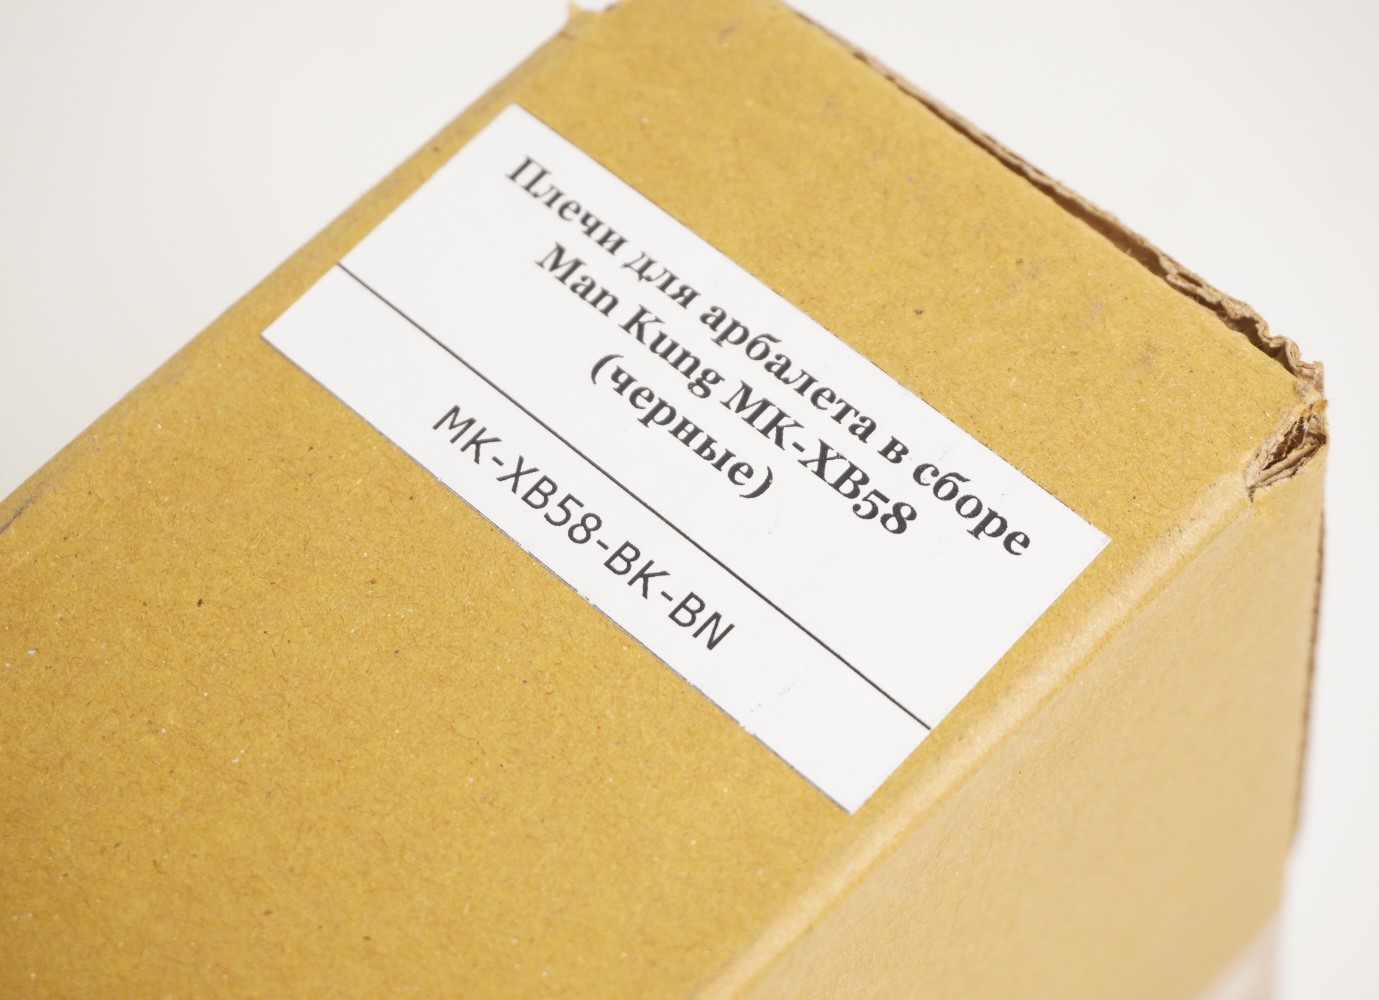 Плечи для арбалета в сборе
Man Kung MK-XB58
(черные)
MK-XB58-BK-BN